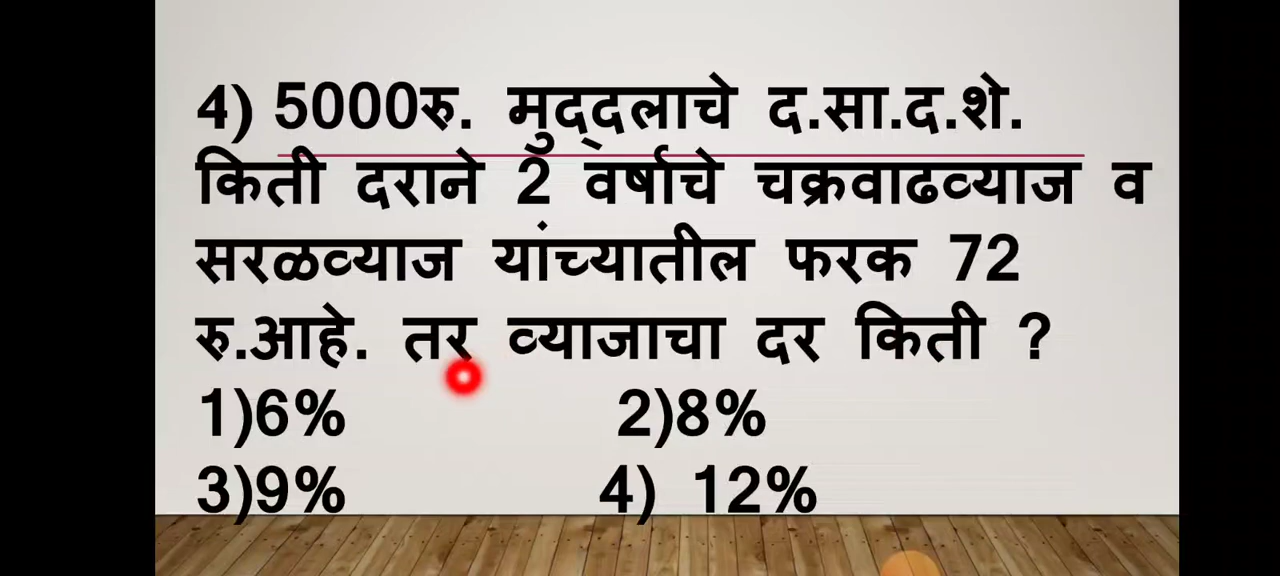 4) 5000रु. मुद्‌दलाचे द.सा.द.शे.
किती दराने 2 वर्षाचे चक्रवाढव्याज व
सरळव्याज यांच्यातील फरक 72
रु.आहे. तर व्याजाचा दर किती ?
1)6% 2)8%
3)9% 4) 12%